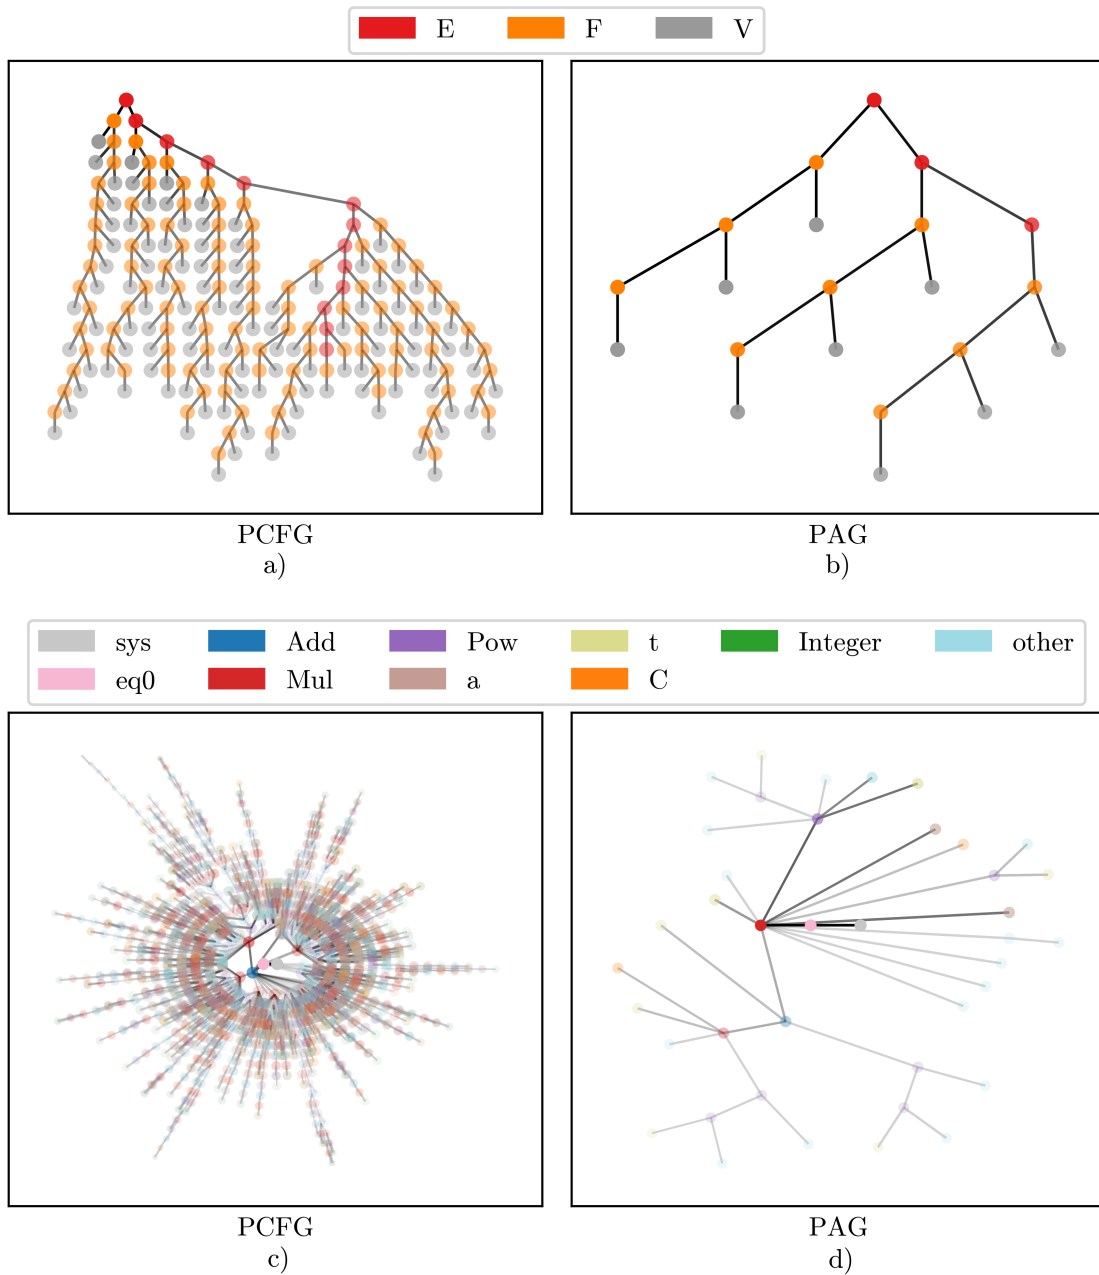 E F V
PCFG PAG
a) b)
sys Add Pow t Integer other
eq0 Mul a C
PCFG PAG
c) d)